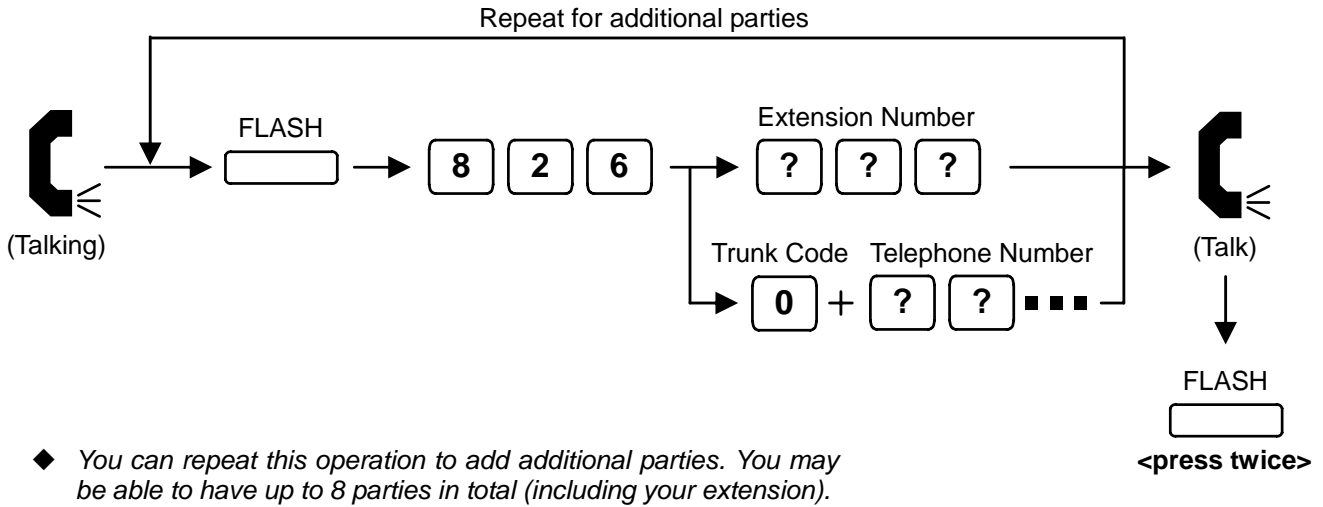 Repeat for additional parties
FLASH
Extension Number
8 2 6
? ? ?
(Talking)
(Talk)
Trunk Code Telephone Number
0 + ? ? ■ ■ ■
FLASH
<press twice>
◆ You can repeat this operation to add additional parties. You may
be able to have up to 8 parties in total (including your extension).